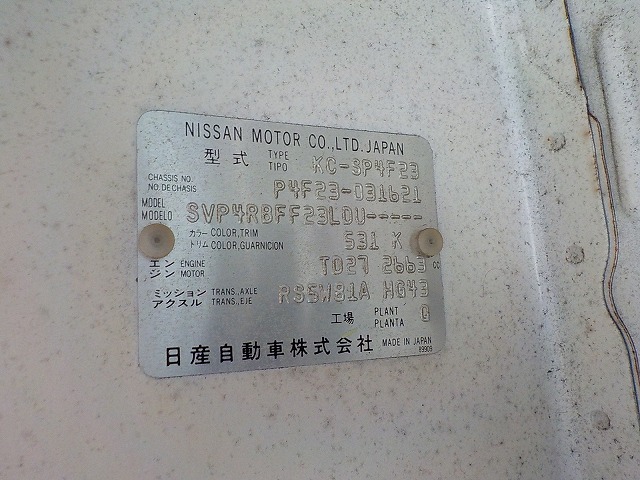 NISSAN MOTOR CO.,LTD. JAPAN
型式 TYPE TIPO KC-SP4F23
CHASSIS NO. NO.DE CHASIS P4F23-031621
MODEL MODELO SVP4RBFF23LDU-----
カラー COLOR,TRIM トリム COLOR,GUARNICION 531 K
エンジン ENGINE MOTOR TD27 2663 cc
ミッション TRANS.,AXLE アクスル TRANS.,EJE RS5W81A HG43
工場 PLANT PLANTA 0
日産自動車株式会社 MADE IN JAPAN
89909